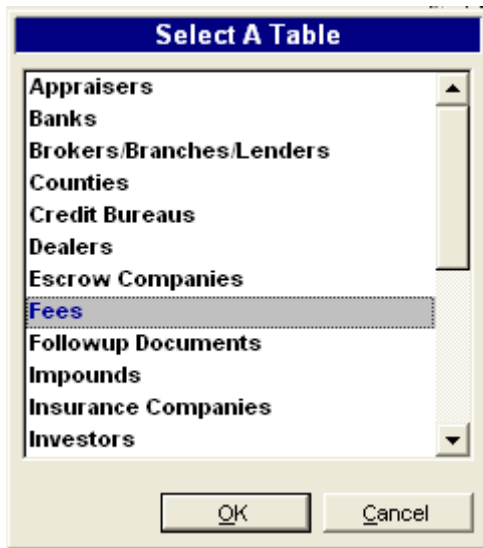 Select A Table
Appraisers
Banks
Brokers/Branches/Lenders
Counties
Credit Bureaus
Dealers
Escrow Companies
Fees
Followup Documents
Impounds
Insurance Companies
Investors
OK
Cancel